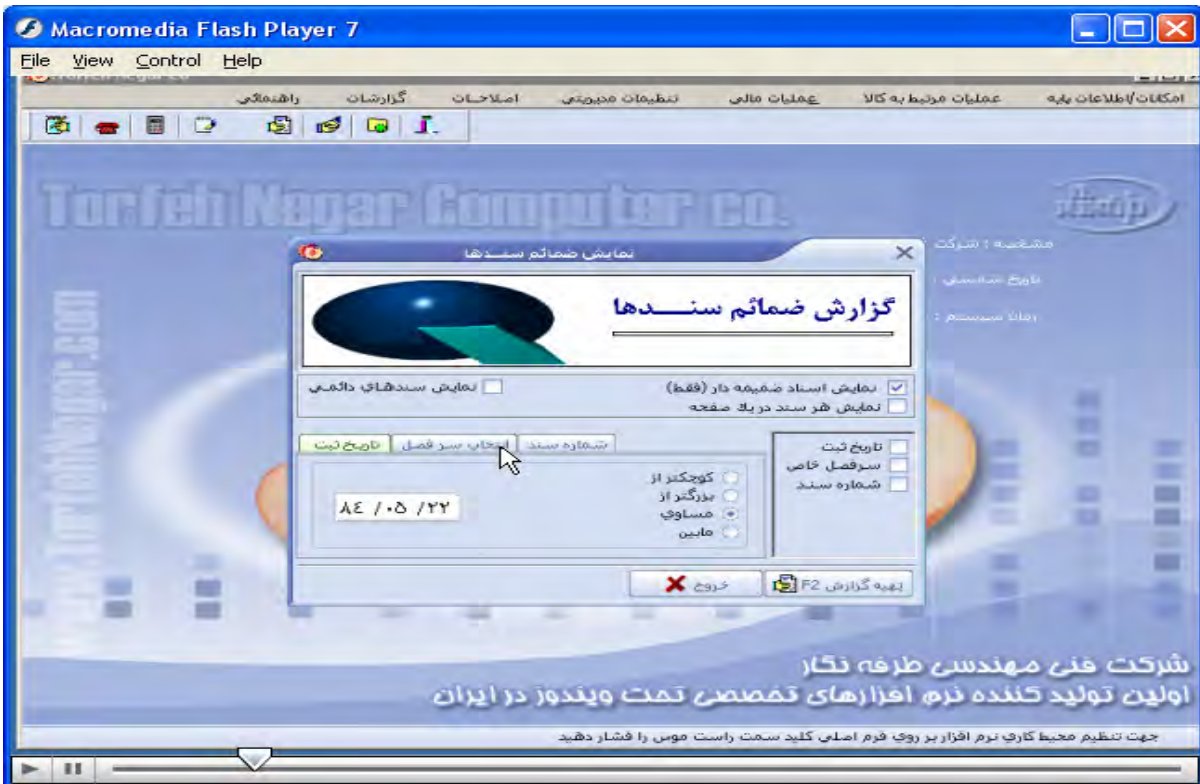 Macromedia Flash Player 7
File View Control Help
امکانات/اطلاعات پایه عملیات مرتبط به کالا عملیات مالی تنظیمات مدیریتی اصلاحات گزارشات راهنمائی
Torfeh Negar Computer co.
TorfehNegar.com
مشخصه : شرکت
تاریخ شمسی :
زمان سیستم :
نمایش ضمائم سندها
گزارش ضمائم سندها
نمایش اسناد ضمیمه دار (فقط)
نمایش سندهای دائمی
نمایش هر سند در یک صفحه
تاریخ ثبت
سرفصل خاص
شماره سند
شماره سند انتخاب سر فصل تاریخ ثبت
کوچکتر از
بزرگتر از
مساوی
مابین
۸٤ /۰۵ /۲۲
تهیه گزارش F2
خروج
شرکت فنی مهندسی طرفه نگار
اولین تولید کننده نرم افزارهای تخصصی تحت ویندوز در ایران
جهت تنظیم محیط کاری نرم افزار بر روی فرم اصلی کلید سمت راست موس را فشار دهید